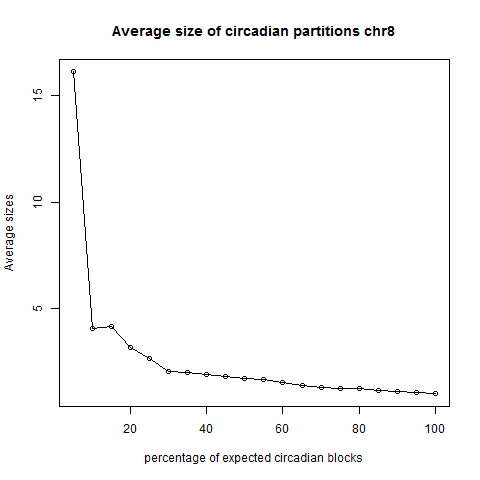 Average size of circadian partitions chr8
Average sizes
15
10
5
20
40
60
80
100
percentage of expected circadian blocks